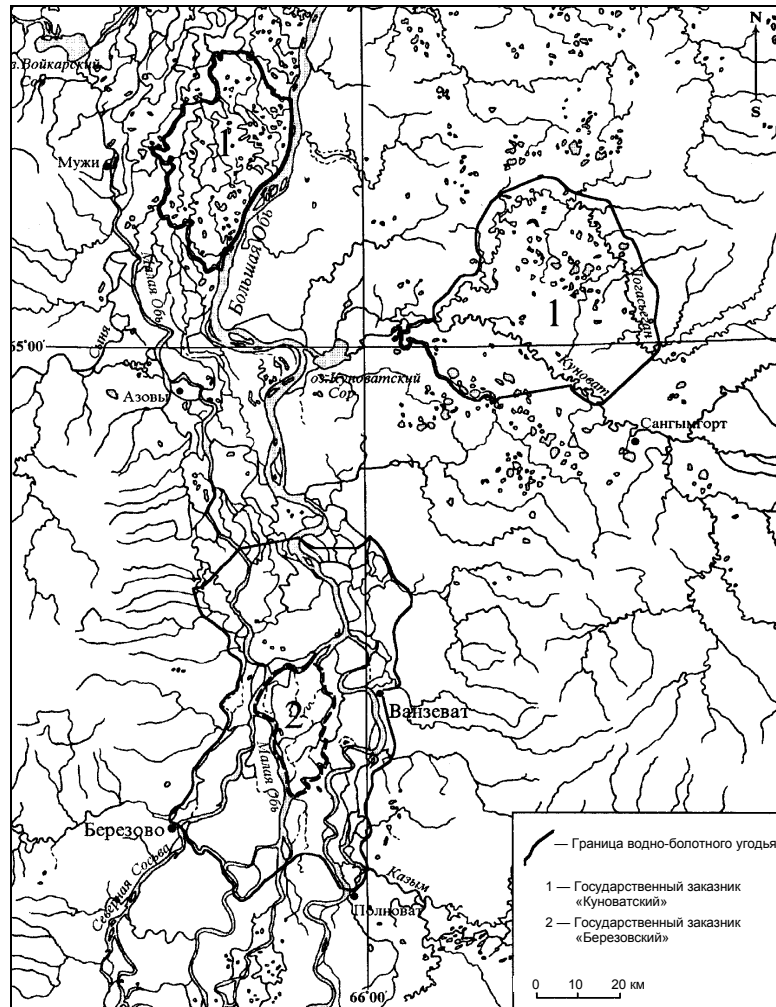 N
S
Войкарский
Сор
Мужи
1
Большая Обь
Малая Обь
Сыня
Логасьеган
1
65°00'
Куноват
оз.Куноватский
Сор
Азовы
Сангымгорт
2
Ванзеват
Малая Обь
Березово
Северная Сосьва
Казым
Полноват
66°00'
— Граница водно-болотного угодья
1 — Государственный заказник
«Куноватский»
2 — Государственный заказник
«Березовский»
0 10 20 км